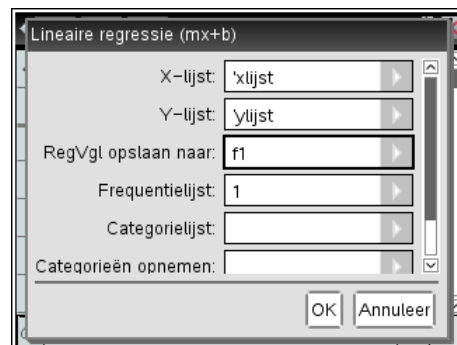 Lineaire regressie (mx+b)
X-lijst: 'xlijst
Y-lijst: 'ylijst
RegVgl opslaan naar: f1
Frequentielijst: 1
Categorielijst:
Categorieën opnemen:
OK Annuleer